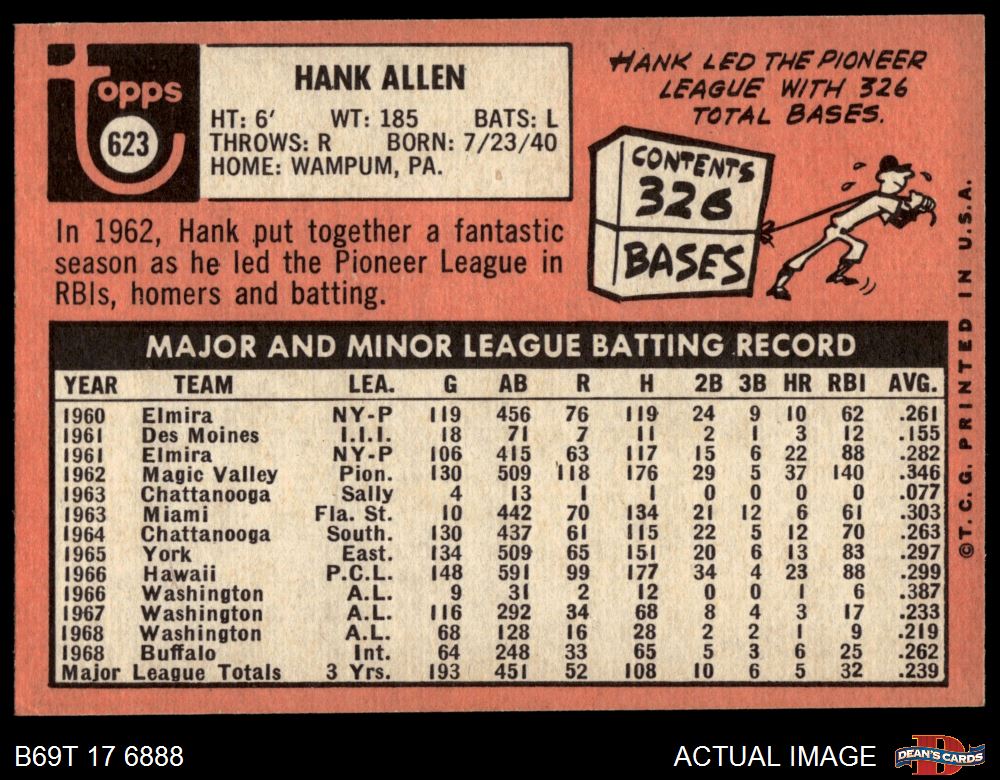 Topps
623
HANK ALLEN
HT: 6' WT: 185 BATS: L
THROWS: R BORN: 7/23/40
HOME: WAMPUM, PA.
HANK LED THE PIONEER
LEAGUE WITH 326
TOTAL BASES.
CONTENTS
326
BASES
In 1962, Hank put together a fantastic
season as he led the Pioneer League in
RBIs, homers and batting.
MAJOR AND MINOR LEAGUE BATTING RECORD
YEAR TEAM LEA. G AB R H 2B 3B HR RBI AVG.
1960 Elmira NY-P 119 456 76 119 24 9 10 62 .261
1961 Des Moines I.I.I. 18 71 7 11 2 1 3 12 .155
1961 Elmira NY-P 106 415 63 117 15 6 22 88 .282
1962 Magic Valley Pion. 130 509 118 176 29 5 37 140 .346
1963 Chattanooga Sally 4 13 1 1 0 0 0 0 .077
1963 Miami Fla. St. 10 442 70 134 21 12 6 61 .303
1964 Chattanooga South. 130 437 61 115 22 5 12 70 .263
1965 York East. 134 509 65 151 20 6 13 83 .297
1966 Hawaii P.C.L. 148 591 99 177 34 4 23 88 .299
1966 Washington A.L. 9 31 2 12 0 0 1 6 .387
1967 Washington A.L. 116 292 34 68 8 4 3 17 .233
1968 Washington A.L. 68 128 16 28 2 2 1 9 .219
1968 Buffalo Int. 64 248 33 65 5 3 6 25 .262
Major League Totals 3 Yrs. 193 451 52 108 10 6 5 32 .239
©T.C.G. PRINTED IN U.S.A.
B69T 17 6888
ACTUAL IMAGE
DEAN'S CARDS